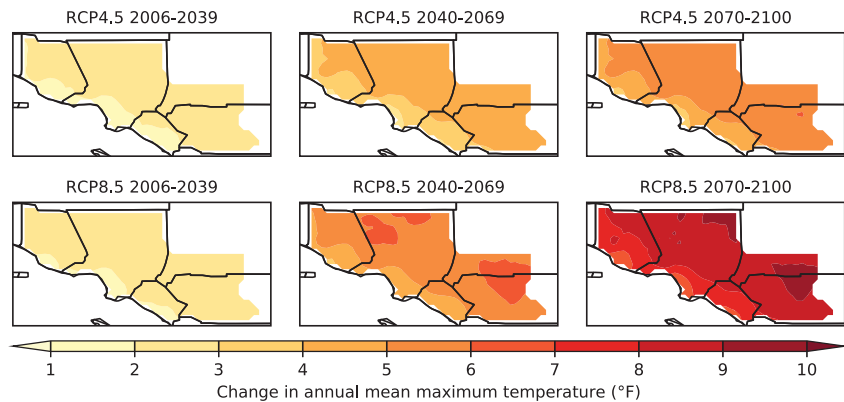 RCP4.5 2006-2039 RCP4.5 2040-2069 RCP4.5 2070-2100
RCP8.5 2006-2039 RCP8.5 2040-2069 RCP8.5 2070-2100
1 2 3 4 5 6 7 8 9 10
Change in annual mean maximum temperature (°F)